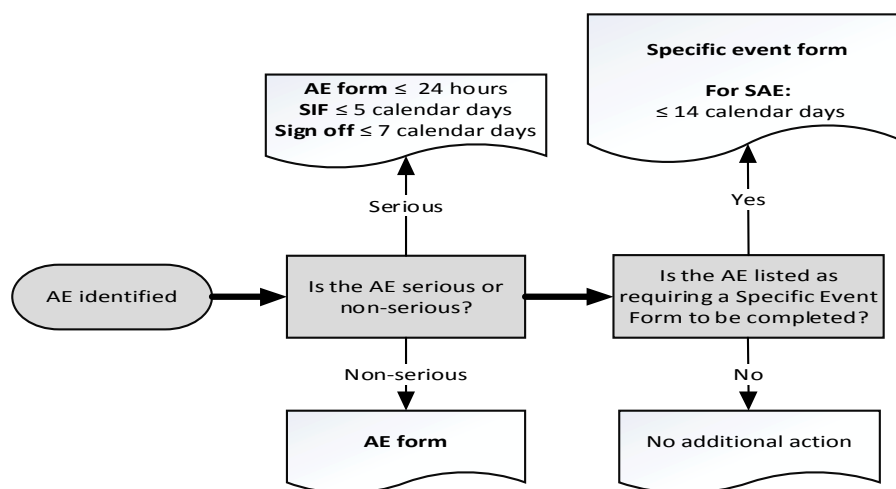 Specific event form
For SAE:
≤ 14 calendar days
AE form ≤ 24 hours
SIF ≤ 5 calendar days
Sign off ≤ 7 calendar days
Serious
Yes
AE identified
Is the AE serious or
non-serious?
Is the AE listed as
requiring a Specific Event
Form to be completed?
Non-serious
No
AE form
No additional action